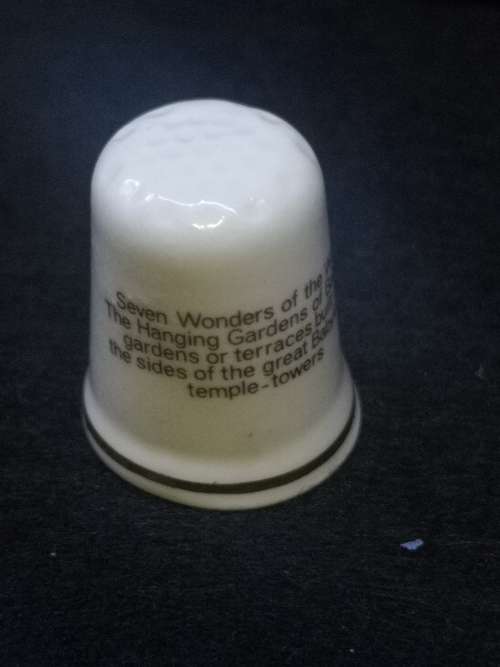 Seven Wonders of the
The Hanging Gardens of
gardens or terraces
the sides of the great
temple-towers